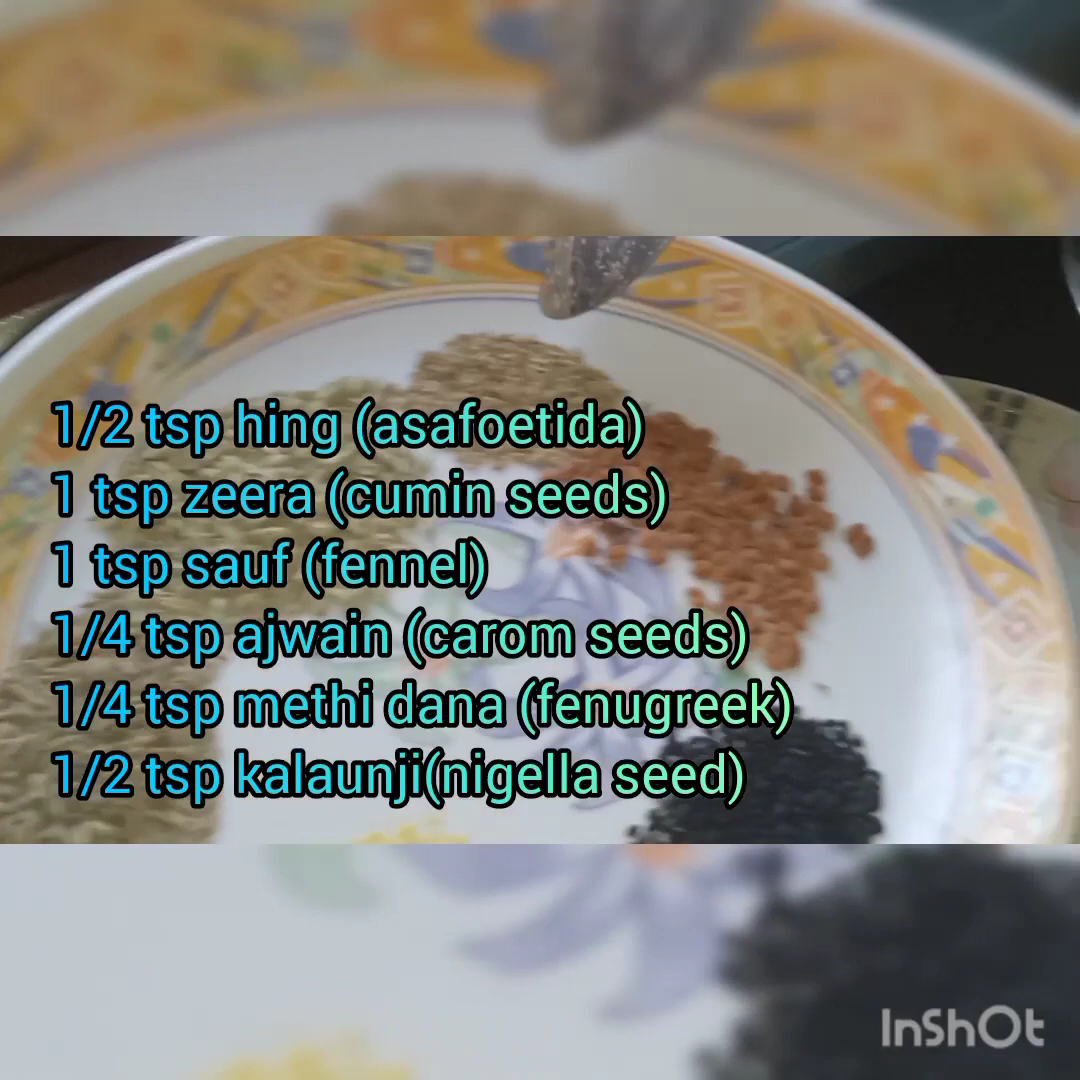 1/2 tsp hing (asafoetida)
1 tsp zeera (cumin seeds)
1 tsp sauf (fennel)
1/4 tsp ajwain (carom seeds)
1/4 tsp methi dana (fenugreek)
1/2 tsp kalaunji(nigella seed)
InShOt